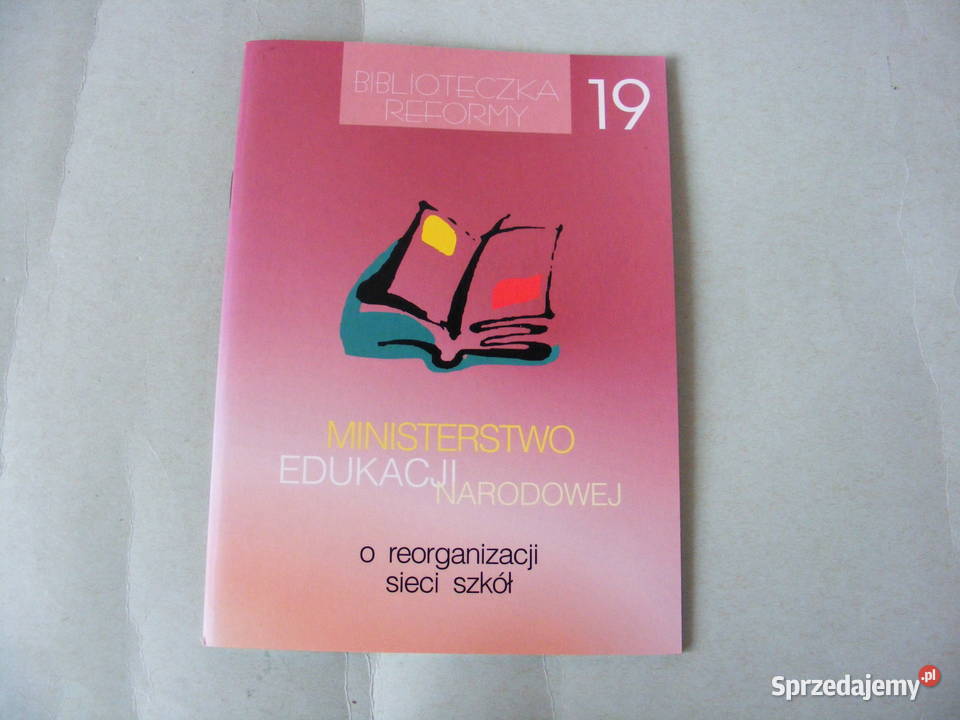 BIBLIOTECZKA
REFORMY
19
MINISTERSTWO
EDUKACJI
NARODOWEJ
o reorganizacji
sieci szkół
Sprzedajemy.pl